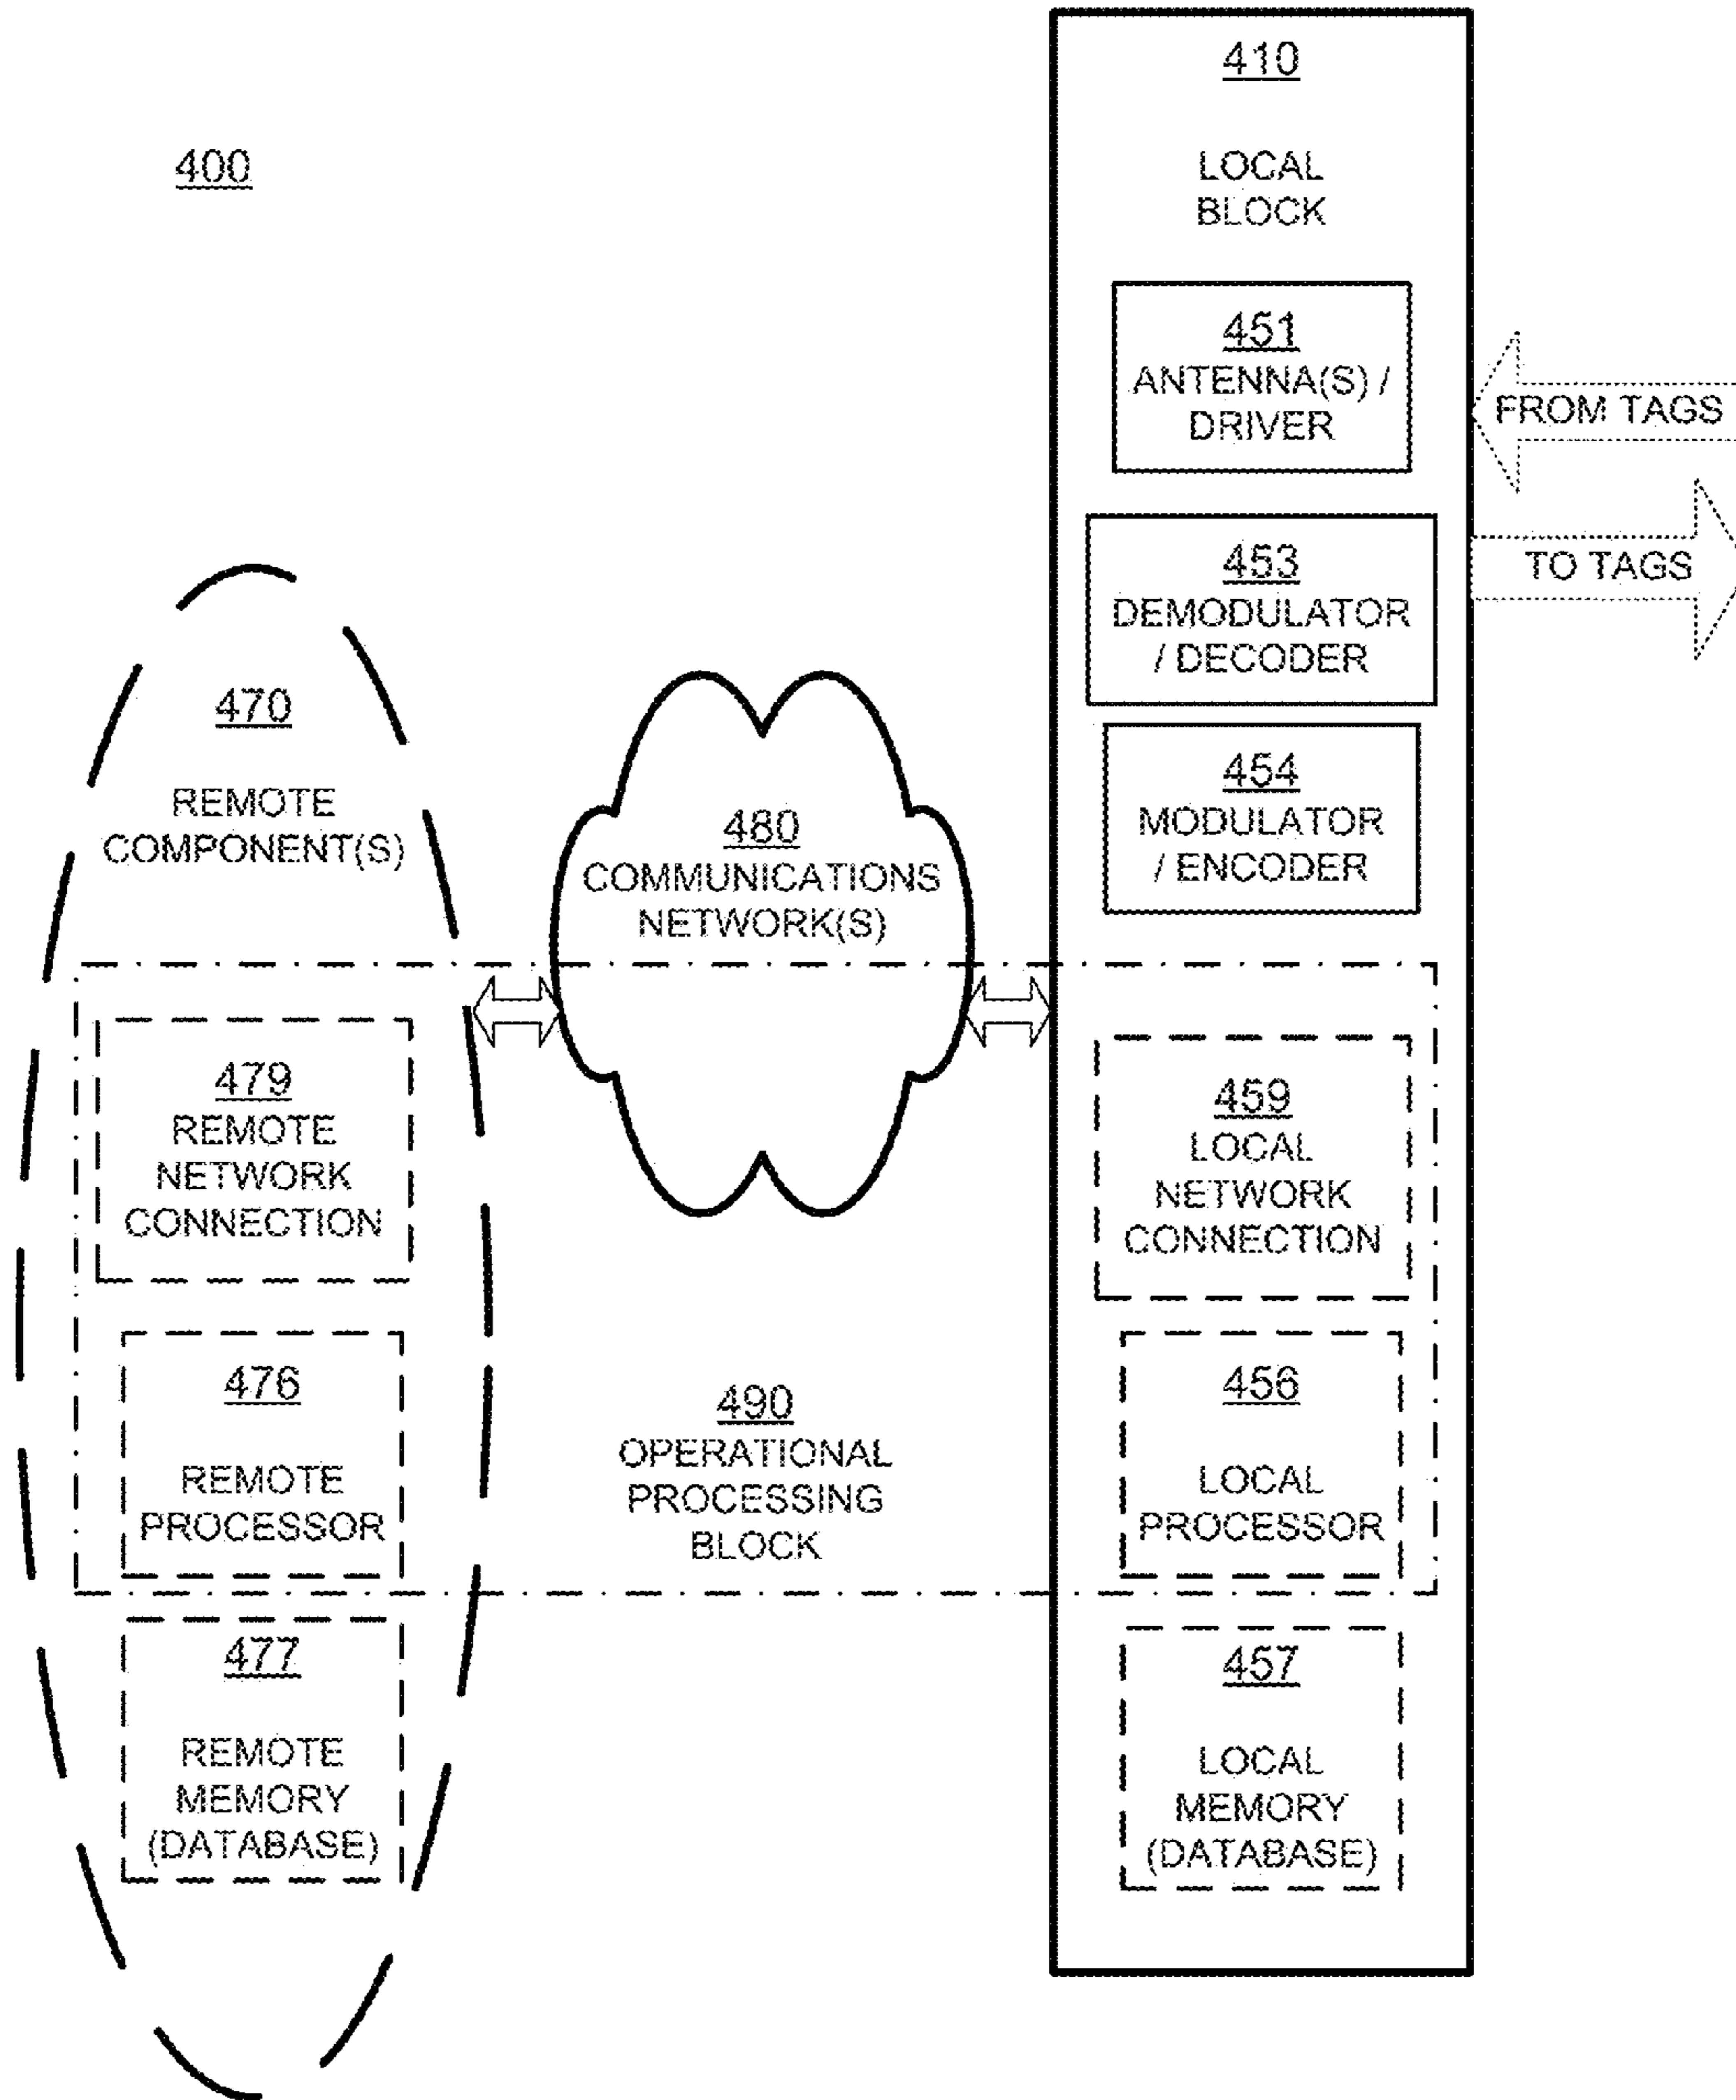 400
410
LOCAL
BLOCK
451
ANTENNA(S) /
DRIVER
FROM TAGS
TO TAGS
453
DEMODULATOR
/ DECODER
454
MODULATOR
/ ENCODER
470
REMOTE
COMPONENT(S)
480
COMMUNICATIONS
NETWORK(S)
479
REMOTE
NETWORK
CONNECTION
459
LOCAL
NETWORK
CONNECTION
476
REMOTE
PROCESSOR
490
OPERATIONAL
PROCESSING
BLOCK
456
LOCAL
PROCESSOR
477
REMOTE
MEMORY
(DATABASE)
457
LOCAL
MEMORY
(DATABASE)